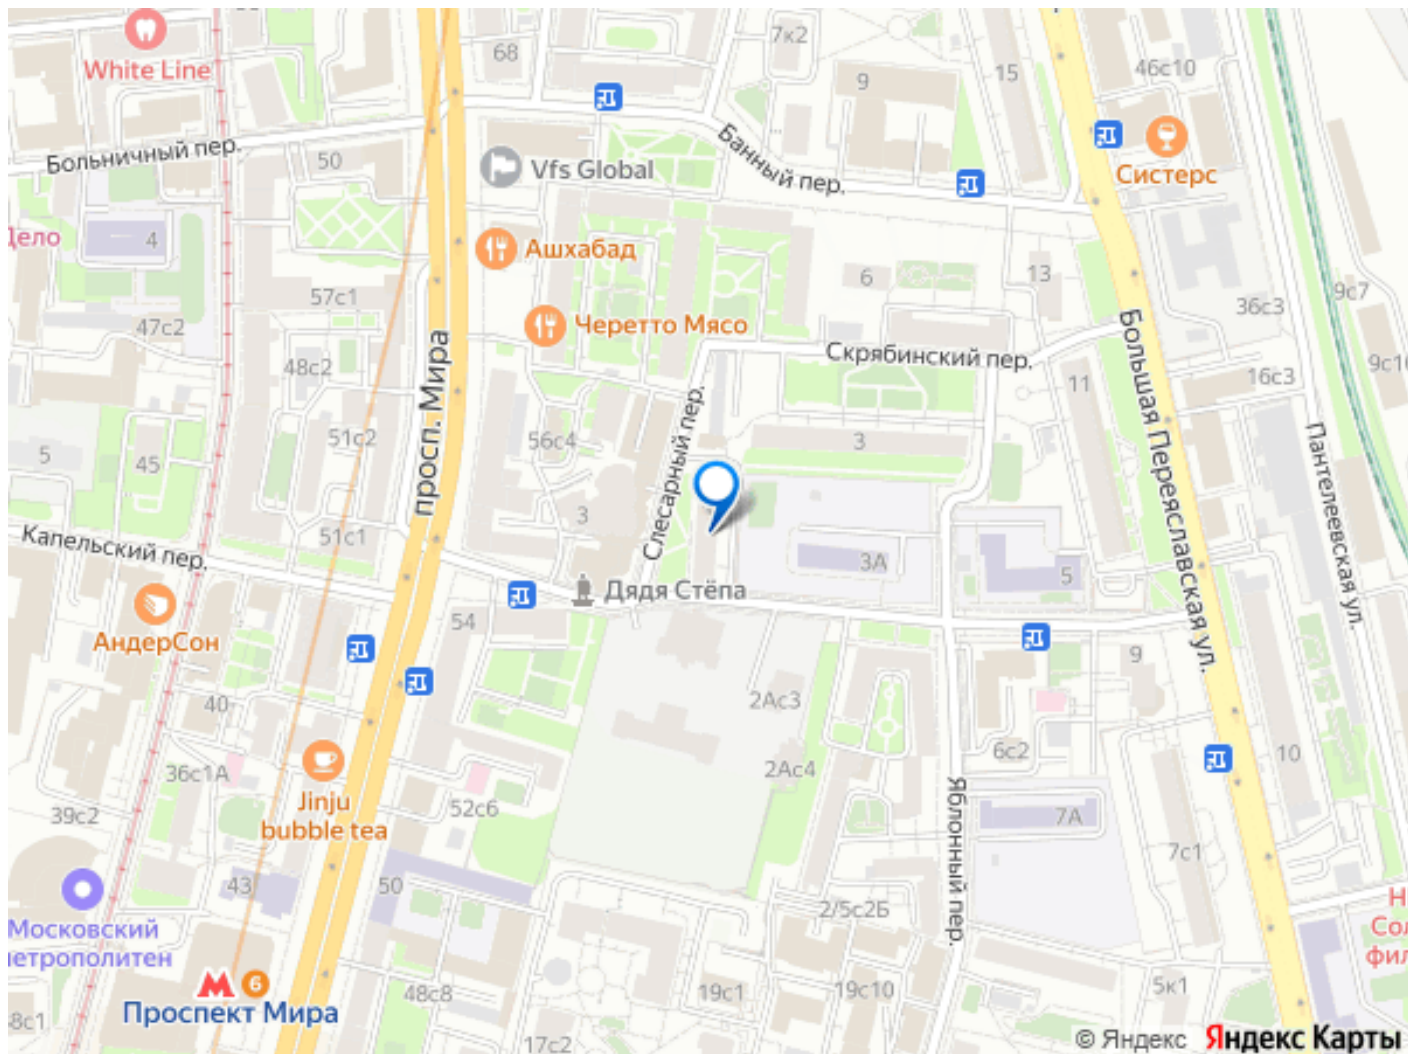 White Line
68
7к2
9
15
46с10
Больничный пер.
50
Vfs Global
Банный пер.
Систерс
Дело
4
Ашхабад
6
13
9с7
57с1
36с3
47с2
Черетто Мясо
просп. Мира
Скрябинский пер.
Большая Переяславская ул.
9с1
48с2
11
16с3
Слесарный пер.
51с2
56с4
3
Пантелеевская ул.
5
45
3
Капельский пер.
51с1
3А
5
Дядя Стёпа
АндерСон
54
9
40
2Ас3
6с2
10
36с1А
2Ас4
Jinju
bubble tea
39с2
52с6
Яблонный пер.
7А
7с1
43
50
2/5с2Б
Н
Московский
метрополитен
Сол
фил
6
Проспект Мира
48с8
19с1
19с10
5к1
8с1
17с2
© Яндекс Яндекс Карты